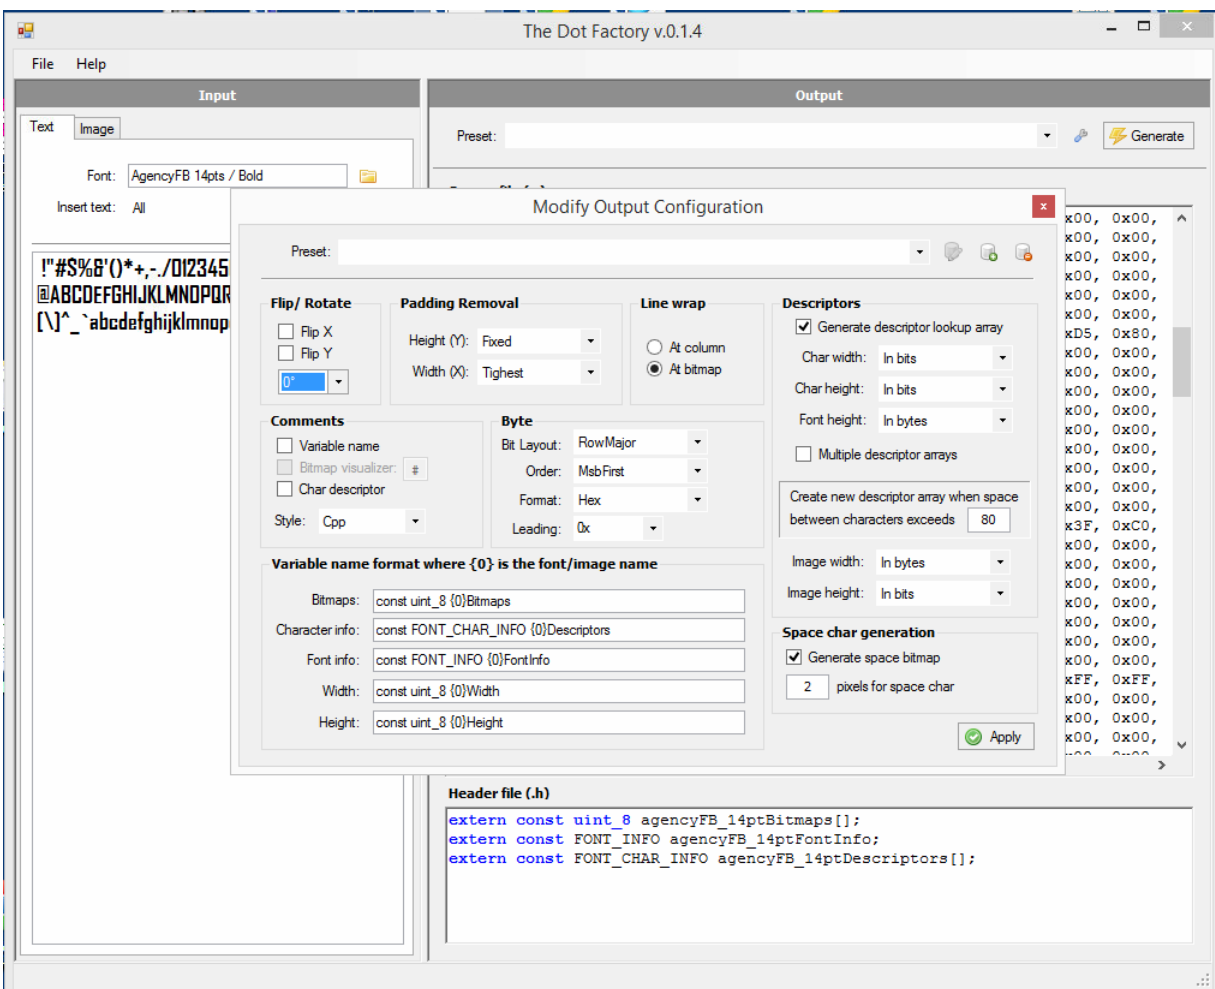 The Dot Factory v.0.1.4
File Help
Input
Output
Text Image
Preset:
Generate
Font: AgencyFB 14pts / Bold
Insert text: All
!"#$%&'()*+,-./012345
@ABCDEFGHIJKLMNOPQR
[\]^_`abcdefghijklmnop
Modify Output Configuration
x
Preset:
Flip/ Rotate
Flip X
Flip Y
0°
Padding Removal
Height (Y): Fixed
Width (X): Tighest
Line wrap
At column
At bitmap
Descriptors
Generate descriptor lookup array
Char width: In bits
Char height: In bits
Font height: In bytes
Multiple descriptor arrays
Create new descriptor array when space
between characters exceeds 80
Image width: In bytes
Image height: In bits
Comments
Variable name
Bitmap visualizer: #
Char descriptor
Style: Cpp
Byte
Bit Layout: RowMajor
Order: MsbFirst
Format: Hex
Leading: 0x
Variable name format where {0} is the font/image name
Bitmaps: const uint_8 {0}Bitmaps
Character info: const FONT_CHAR_INFO {0}Descriptors
Font info: const FONT_INFO {0}FontInfo
Width: const uint_8 {0}Width
Height: const uint_8 {0}Height
Space char generation
Generate space bitmap
2 pixels for space char
Apply
x00, 0x00,
x00, 0x00,
x00, 0x00,
x00, 0x00,
x00, 0x00,
x00, 0x00,
xD5, 0x80,
x00, 0x00,
x00, 0x00,
x00, 0x00,
x00, 0x00,
x00, 0x00,
x00, 0x00,
x00, 0x00,
x00, 0x00,
x00, 0x00,
x3F, 0xC0,
x00, 0x00,
x00, 0x00,
x00, 0x00,
x00, 0x00,
x00, 0x00,
x00, 0x00,
x00, 0x00,
xFF, 0xFF,
x00, 0x00,
x00, 0x00,
x00, 0x00,
Header file (.h)
extern const uint_8 agencyFB_14ptBitmaps[];
extern const FONT_INFO agencyFB_14ptFontInfo;
extern const FONT_CHAR_INFO agencyFB_14ptDescriptors[];